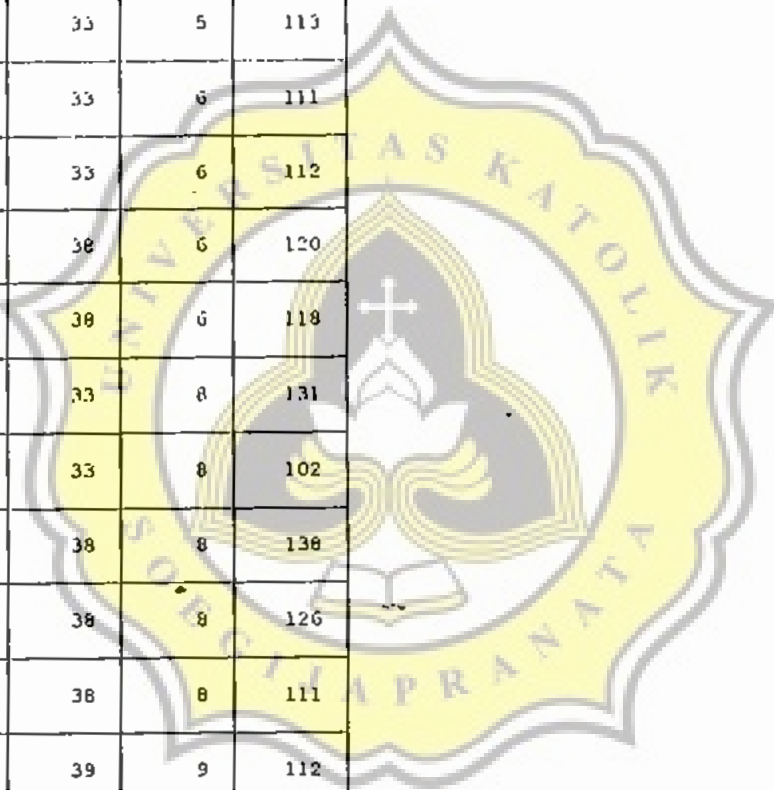 33 5 113
33 6 111
33 6 112
38 6 120
38 6 118
33 8 131
33 8 102
38 8 138
38 8 126
38 8 111
39 9 112
UNIVERSITAS KATOLIK
SOEGIJAPRANATA